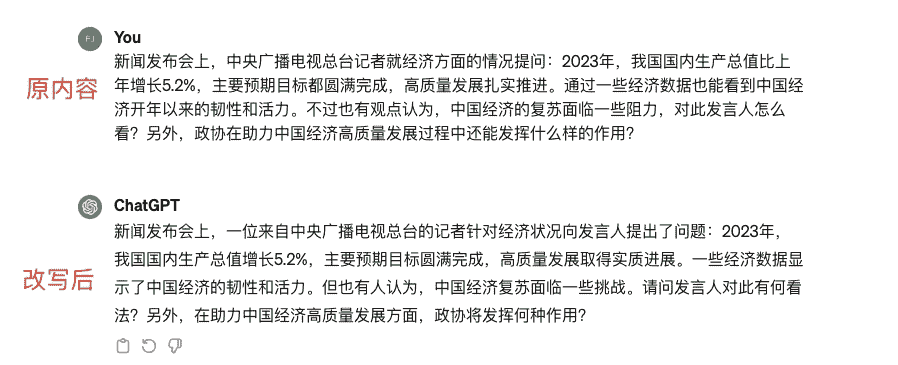 You
新闻发布会上，中央广播电视总台记者就经济方面的情况提问：2023年，我国国内生产总值比上
年增长5.2%，主要预期目标都圆满完成，高质量发展扎实推进。通过一些经济数据也能看到中国经
济开年以来的韧性和活力。不过也有观点认为，中国经济的复苏面临一些阻力，对此发言人怎么
看？另外，政协在助力中国经济高质量发展过程中还能发挥什么样的作用？
原内容
ChatGPT
新闻发布会上，一位来自中央广播电视总台的记者针对经济状况向发言人提出了问题：2023年，
我国国内生产总值增长5.2%，主要预期目标圆满完成，高质量发展取得实质进展。一些经济数据显
示了中国经济的韧性和活力。但也有人认为，中国经济复苏面临一些挑战。请问发言人对此有何看
法？另外，在助力中国经济高质量发展方面，政协将发挥何种作用？
改写后